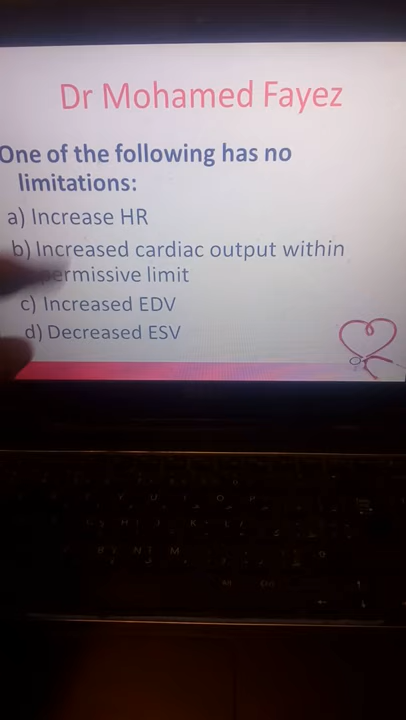 Dr Mohamed Fayez
One of the following has no
limitations:
a) Increase HR
b) Increased cardiac output within
permissive limit
c) Increased EDV
d) Decreased ESV